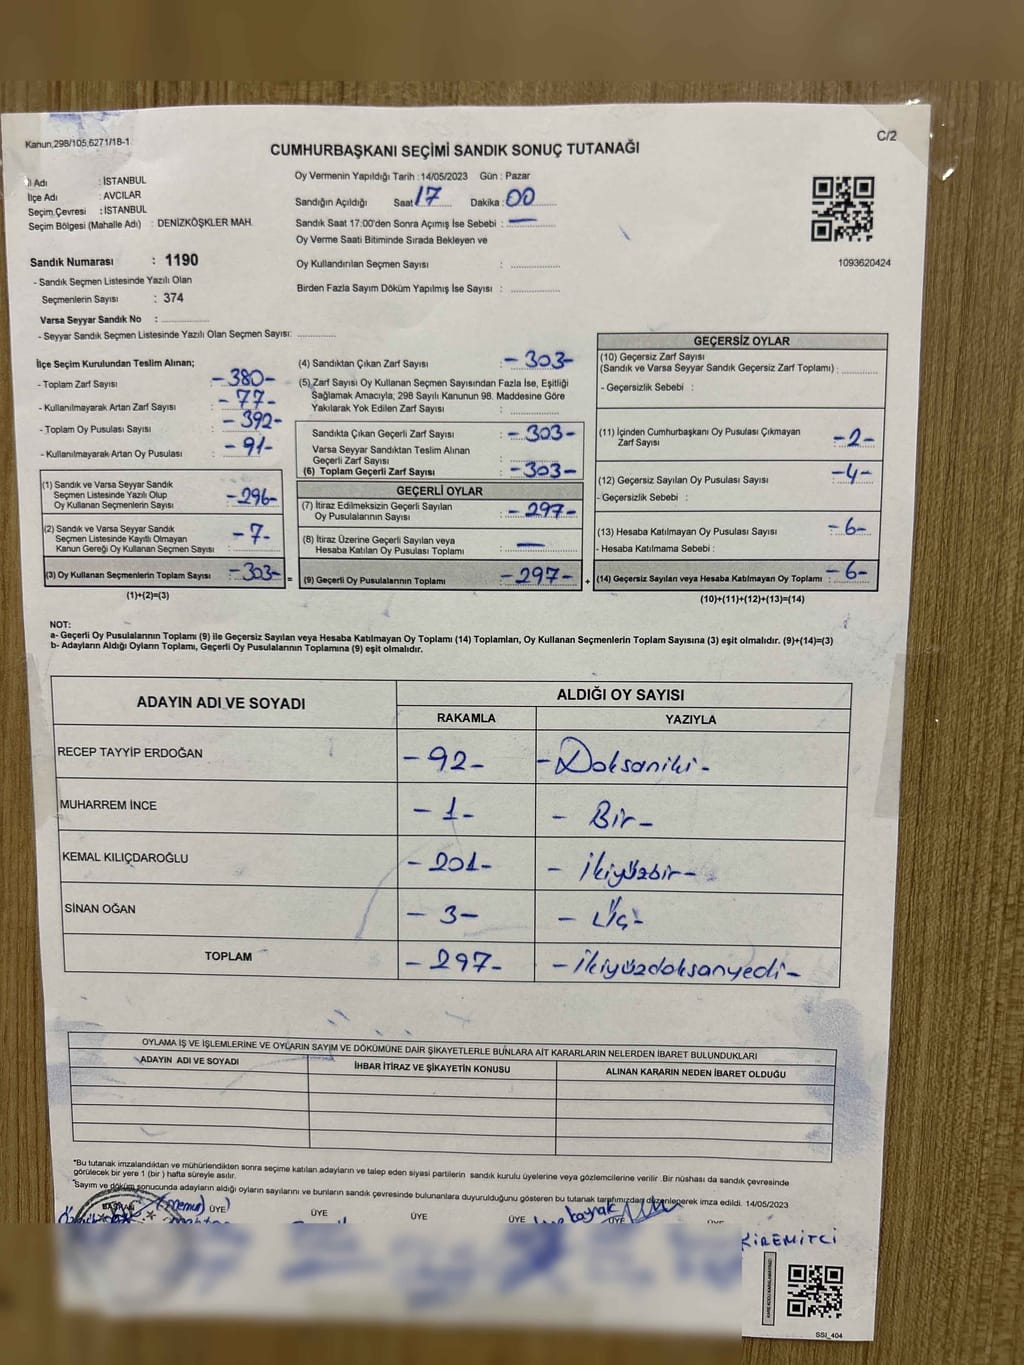 Kanun,298/105,6271/18-1
C/2
CUMHURBAŞKANI SEÇİMİ SANDIK SONUÇ TUTANAĞI
İl Adı : İSTANBUL
İlçe Adı : AVCILAR
Seçim Çevresi : İSTANBUL
Seçim Bölgesi (Mahalle Adı) : DENİZKÖŞKLER MAH.
Oy Vermenin Yapıldığı Tarih : 14/05/2023 Gün : Pazar
Sandığın Açıldığı Saat 17 Dakika : 00
Sandık Saat 17:00'den Sonra Açımış İse Sebebi : —
Oy Verme Saati Bitiminde Sırada Bekleyen ve
Oy Kullandırılan Seçmen Sayısı :
Birden Fazla Sayım Döküm Yapılmış İse Sayısı :
1093620424
Sandık Numarası : 1190
- Sandık Seçmen Listesinde Yazılı Olan
Seçmenlerin Sayısı : 374
Varsa Seyyar Sandık No :
- Seyyar Sandık Seçmen Listesinde Yazılı Olan Seçmen Sayısı:
İlçe Seçim Kurulundan Teslim Alınan;
- Toplam Zarf Sayısı : -380-
- Kullanılmayarak Artan Zarf Sayısı : -77-
- Toplam Oy Pusulası Sayısı : -392-
- Kullanılmayarak Artan Oy Pusulası : -91-
(1) Sandık ve Varsa Seyyar Sandık
Seçmen Listesinde Yazılı Olup
Oy Kullanan Seçmenlerin Sayısı : -296-
(2) Sandık ve Varsa Seyyar Sandık
Seçmen Listesinde Kayıtlı Olmayan
Kanun Gereği Oy Kullanan Seçmen Sayısı : -7-
(3) Oy Kullanan Seçmenlerin Toplam Sayısı : -303- =
(1)+(2)=(3)
(4) Sandıktan Çıkan Zarf Sayısı : -303-
(5) Zarf Sayısı Oy Kullanan Seçmen Sayısından Fazla İse, Eşitliği
Sağlamak Amacıyla, 298 Sayılı Kanunun 98. Maddesine Göre
Yakılarak Yok Edilen Zarf Sayısı :
Sandıkta Çıkan Geçerli Zarf Sayısı : -303-
Varsa Seyyar Sandıktan Teslim Alınan
Geçerli Zarf Sayısı :
(6) Toplam Geçerli Zarf Sayısı : -303-
GEÇERLİ OYLAR
(7) İtiraz Edilmeksizin Geçerli Sayılan
Oy Pusulalarının Sayısı : -297-
(8) İtiraz Üzerine Geçerli Sayılan veya
Hesaba Katılan Oy Pusulası Toplamı : —
(9) Geçerli Oy Pusulalarının Toplamı : -297- +
GEÇERSİZ OYLAR
(10) Geçersiz Zarf Sayısı
(Sandık ve Varsa Seyyar Sandık Geçersiz Zarf Toplamı) :
- Geçersizlik Sebebi :
(11) İçinden Cumhurbaşkanı Oy Pusulası Çıkmayan
Zarf Sayısı : -2-
(12) Geçersiz Sayılan Oy Pusulası Sayısı : -4-
- Geçersizlik Sebebi :
(13) Hesaba Katılmayan Oy Pusulası Sayısı : -6-
- Hesaba Katılmama Sebebi :
(14) Geçersiz Sayılan veya Hesaba Katılmayan Oy Toplamı : -6-
(10)+(11)+(12)+(13)=(14)
NOT:
a- Geçerli Oy Pusulalarının Toplamı (9) ile Geçersiz Sayılan veya Hesaba Katılmayan Oy Toplamı (14) Toplamları, Oy Kullanan Seçmenlerin Toplam Sayısına (3) eşit olmalıdır. (9)+(14)=(3)
b- Adayların Aldığı Oyların Toplamı, Geçerli Oy Pusulalarının Toplamına (9) eşit olmalıdır.
ADAYIN ADI VE SOYADI ALDIĞI OY SAYISI
RAKAMLA YAZIYLA
RECEP TAYYİP ERDOĞAN -92- -Doksaniki-
MUHARREM İNCE -1- -Bir-
KEMAL KILIÇDAROĞLU -201- -İkiyüzbir-
SİNAN OĞAN -3- -Üç-
TOPLAM -297- -İkiyüzdoksanyedi-
OYLAMA İŞ VE İŞLEMLERİNE VE OYLARIN SAYIM VE DÖKÜMÜNE DAİR ŞİKAYETLERLE BUNLARA AİT KARARLARIN NELERDEN İBARET BULUNDUKLARI
ADAYIN ADI VE SOYADI İHBAR İTİRAZ VE ŞİKAYETİN KONUSU ALINAN KARARIN NEDEN İBARET OLDUĞU
*Bu tutanak imzalandıktan ve mühürlendikten sonra seçime katılan adayların ve talep eden siyasi partilerin sandık kurulu üyelerine veya gözlemcilerine verilir .Bir nüshası da sandık çevresinde
görülecek bir yere 1 (bir ) hafta süreyle asılır.
*Sayım ve döküm sonucunda adayların aldığı oyların sayılarını ve bunların sandık çevresinde bulunanlara duyurulduğunu gösteren bu tutanak tarafımızdan düzenlenerek imza edildi. 14/05/2023
BAŞKAN (memur) ÜYE ÜYE ÜYE ÜYE bayrak ÜYE
KİREMİTCİ
SSİ_404